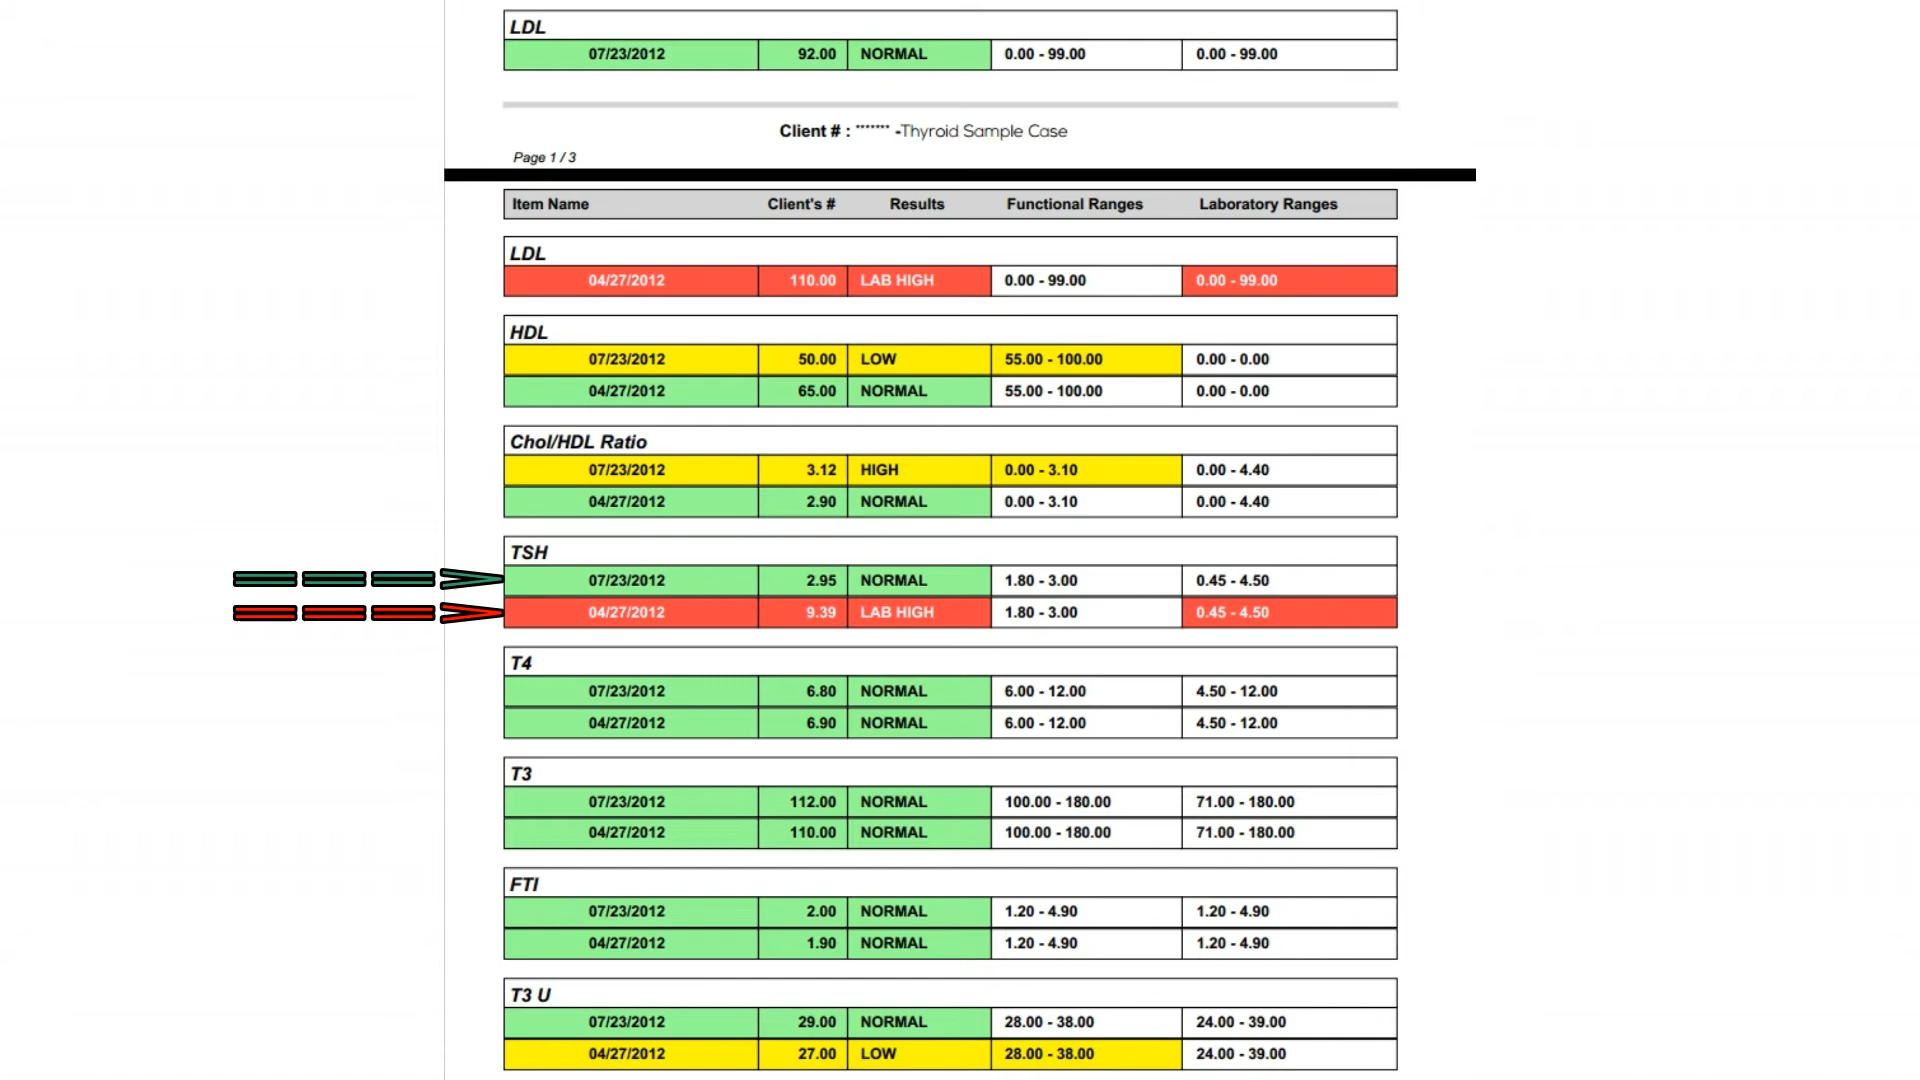 LDL
07/23/2012 92.00 NORMAL 0.00 - 99.00 0.00 - 99.00
Client # : ******* -Thyroid Sample Case
Page 1 / 3
Item Name Client's # Results Functional Ranges Laboratory Ranges
LDL
04/27/2012 110.00 LAB HIGH 0.00 - 99.00 0.00 - 99.00
HDL
07/23/2012 50.00 LOW 55.00 - 100.00 0.00 - 0.00
04/27/2012 65.00 NORMAL 55.00 - 100.00 0.00 - 0.00
Chol/HDL Ratio
07/23/2012 3.12 HIGH 0.00 - 3.10 0.00 - 4.40
04/27/2012 2.90 NORMAL 0.00 - 3.10 0.00 - 4.40
TSH
07/23/2012 2.95 NORMAL 1.80 - 3.00 0.45 - 4.50
04/27/2012 9.39 LAB HIGH 1.80 - 3.00 0.45 - 4.50
T4
07/23/2012 6.80 NORMAL 6.00 - 12.00 4.50 - 12.00
04/27/2012 6.90 NORMAL 6.00 - 12.00 4.50 - 12.00
T3
07/23/2012 112.00 NORMAL 100.00 - 180.00 71.00 - 180.00
04/27/2012 110.00 NORMAL 100.00 - 180.00 71.00 - 180.00
FTI
07/23/2012 2.00 NORMAL 1.20 - 4.90 1.20 - 4.90
04/27/2012 1.90 NORMAL 1.20 - 4.90 1.20 - 4.90
T3 U
07/23/2012 29.00 NORMAL 28.00 - 38.00 24.00 - 39.00
04/27/2012 27.00 LOW 28.00 - 38.00 24.00 - 39.00